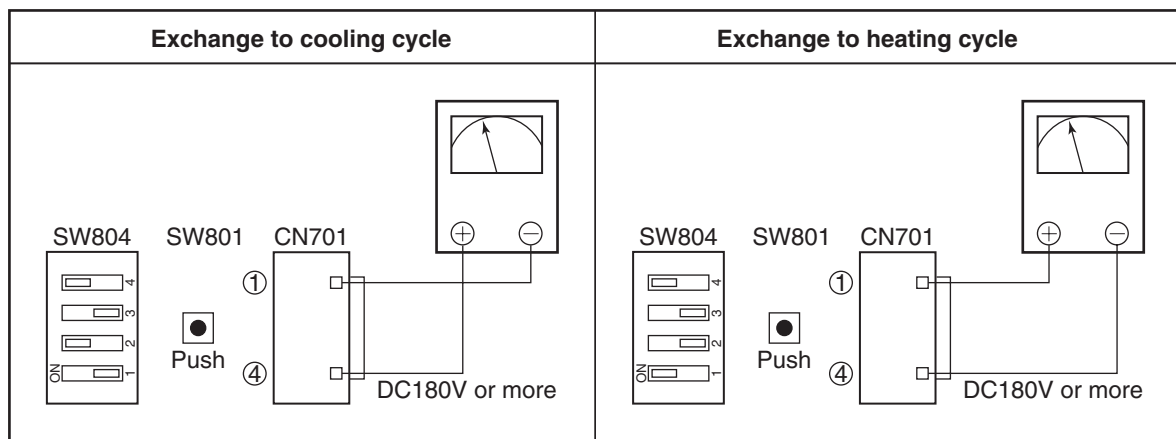 Exchange to cooling cycle
Exchange to heating cycle
SW804 SW801 CN701
+ −
① 
4
3
2
1
ON
Push
④
DC180V or more
SW804 SW801 CN701
+ −
①
4
3
2
1
ON
Push
④
DC180V or more